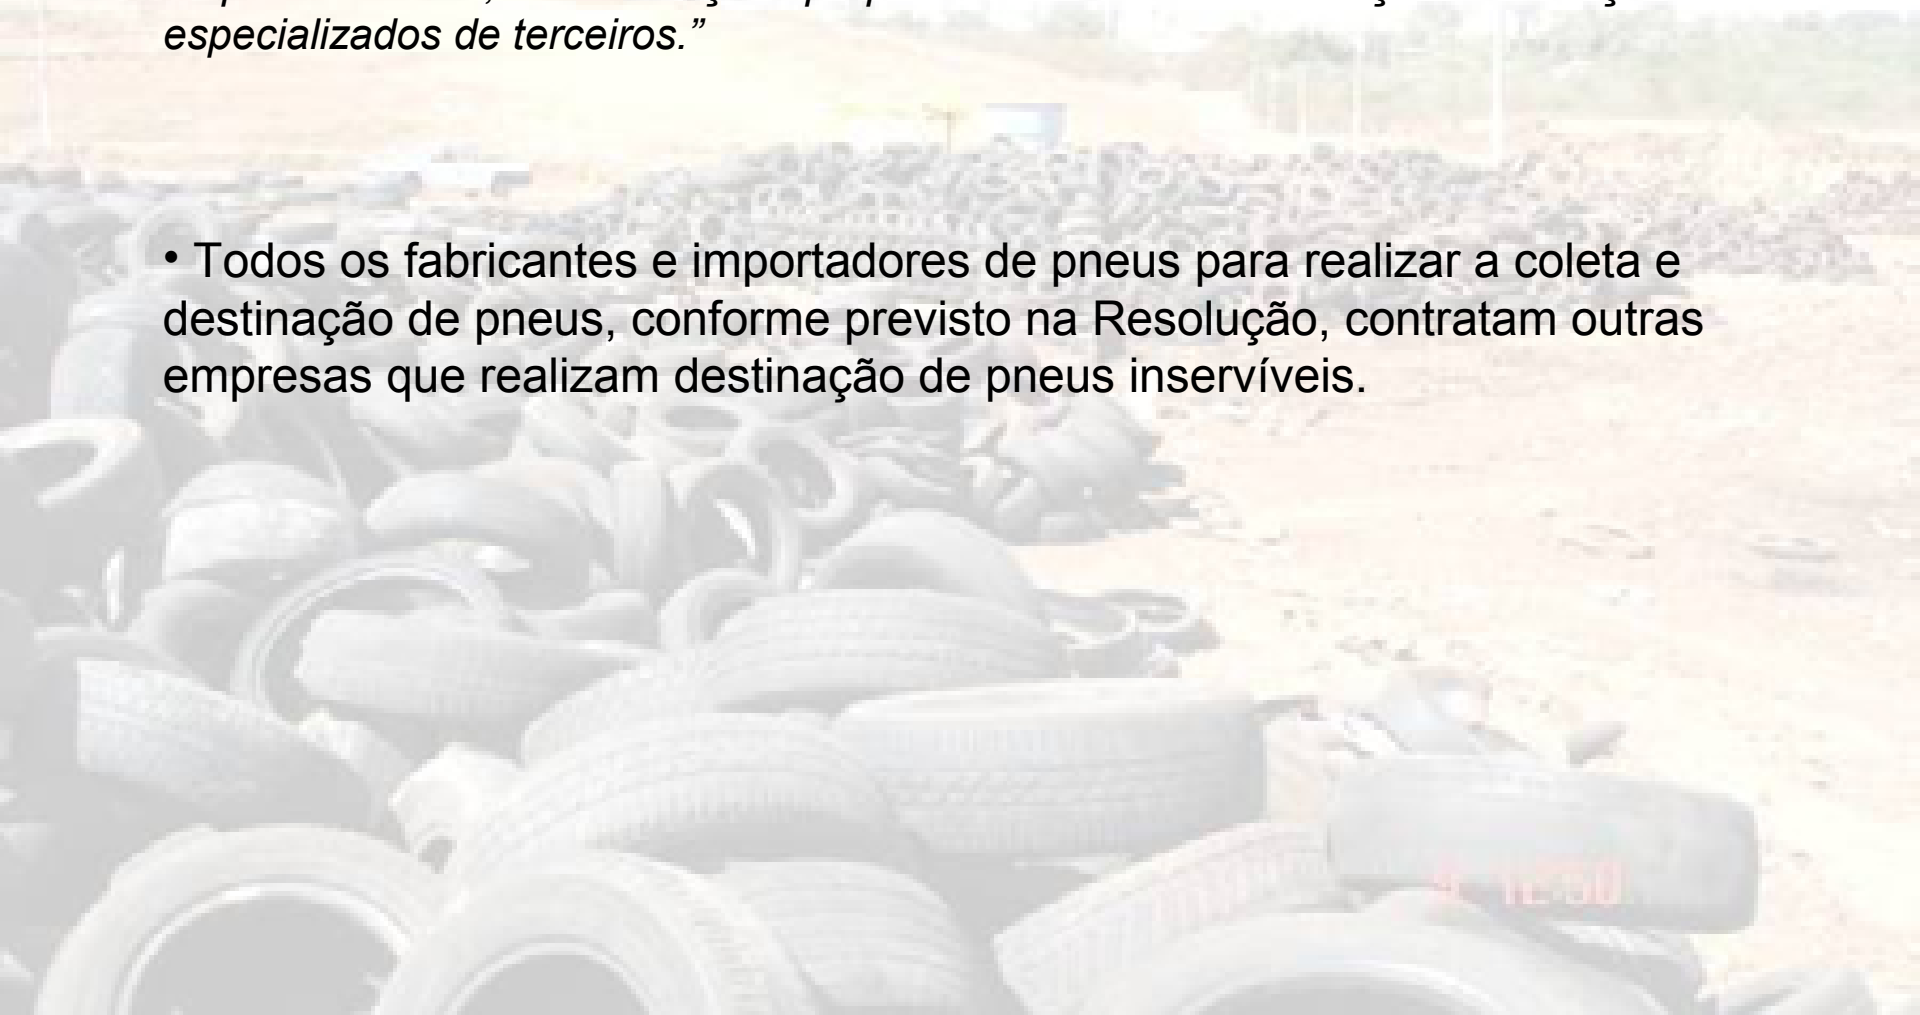 especializados de terceiros.”
• Todos os fabricantes e importadores de pneus para realizar a coleta e
destinação de pneus, conforme previsto na Resolução, contratam outras
empresas que realizam destinação de pneus inservíveis.